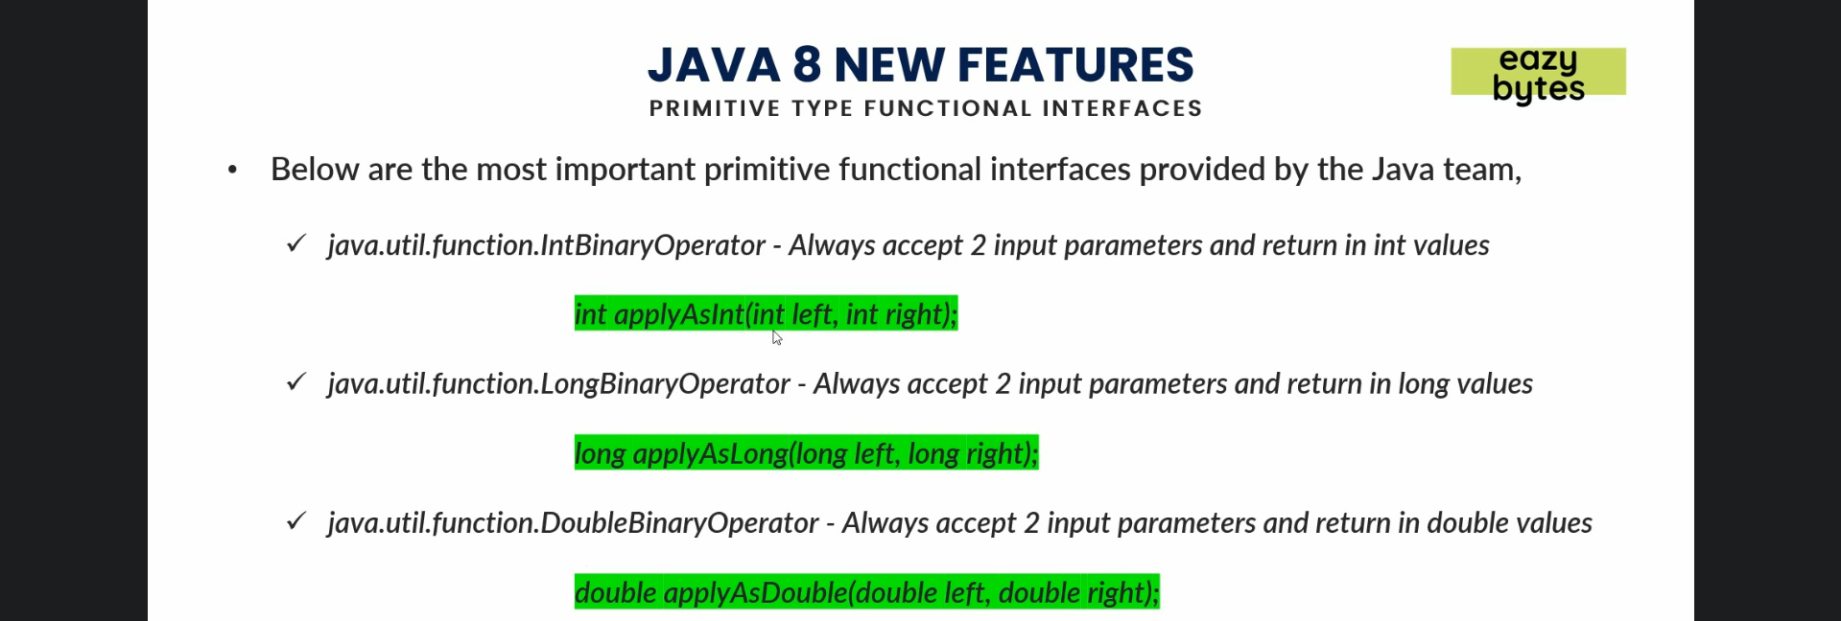 JAVA 8 NEW FEATURES
PRIMITIVE TYPE FUNCTIONAL INTERFACES
eazy
bytes
• Below are the most important primitive functional interfaces provided by the Java team,
✓ java.util.function.IntBinaryOperator - Always accept 2 input parameters and return in int values
int applyAsInt(int left, int right);
✓ java.util.function.LongBinaryOperator - Always accept 2 input parameters and return in long values
long applyAsLong(long left, long right);
✓ java.util.function.DoubleBinaryOperator - Always accept 2 input parameters and return in double values
double applyAsDouble(double left, double right);